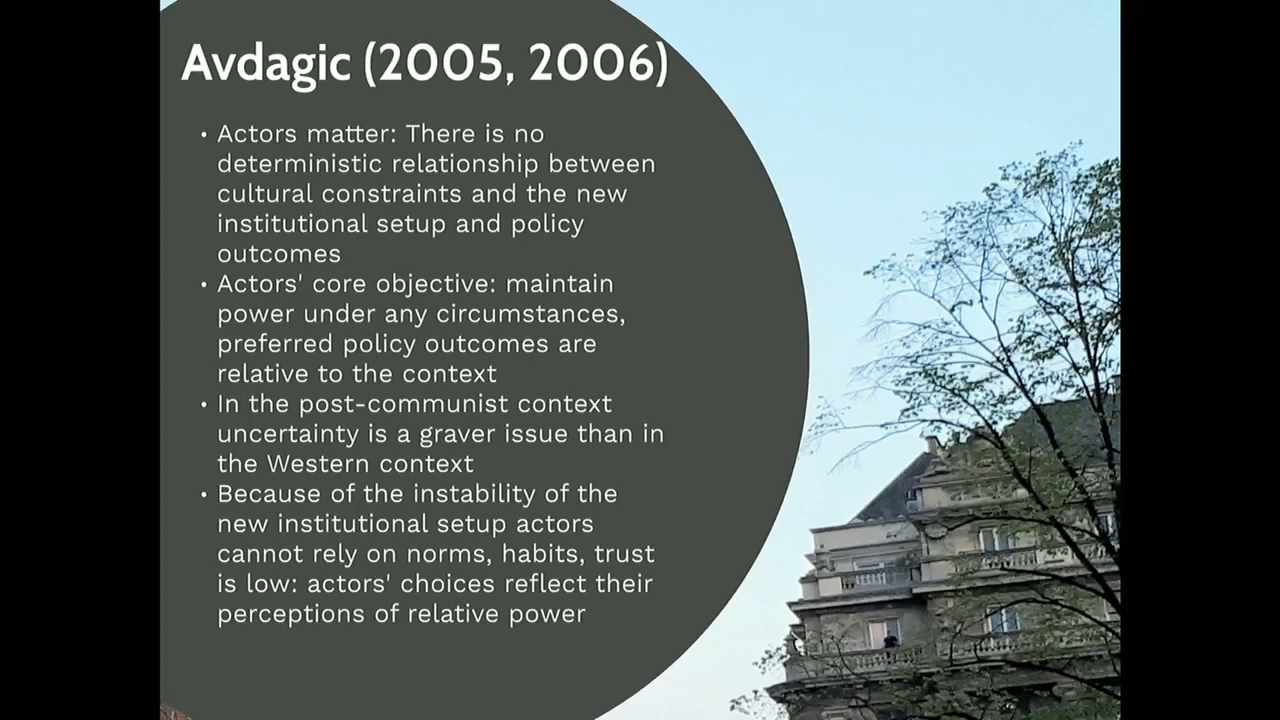 Avdagic (2005, 2006)
• Actors matter: There is no
deterministic relationship between
cultural constraints and the new
institutional setup and policy
outcomes
• Actors' core objective: maintain
power under any circumstances,
preferred policy outcomes are
relative to the context
• In the post-communist context
uncertainty is a graver issue than in
the Western context
• Because of the instability of the
new institutional setup actors
cannot rely on norms, habits, trust
is low: actors' choices reflect their
perceptions of relative power